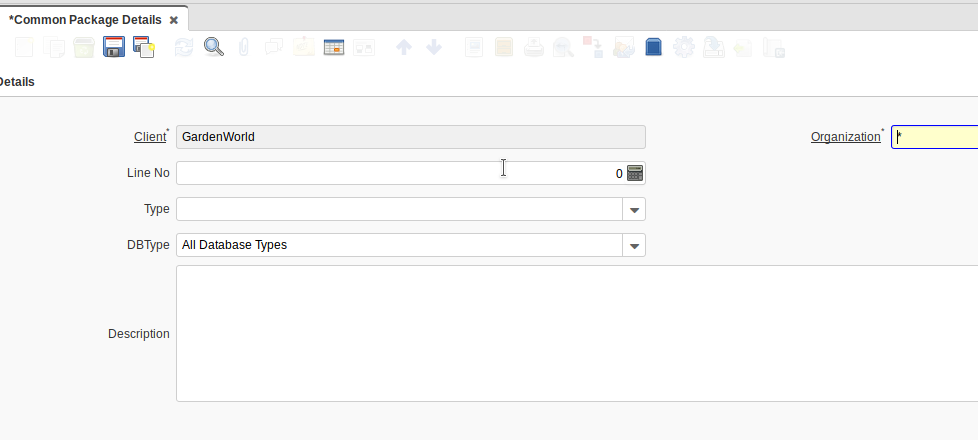 *Common Package Details
Details
Client*
GardenWorld
Organization*
*
Line No
0
Type
DBType
All Database Types
Description